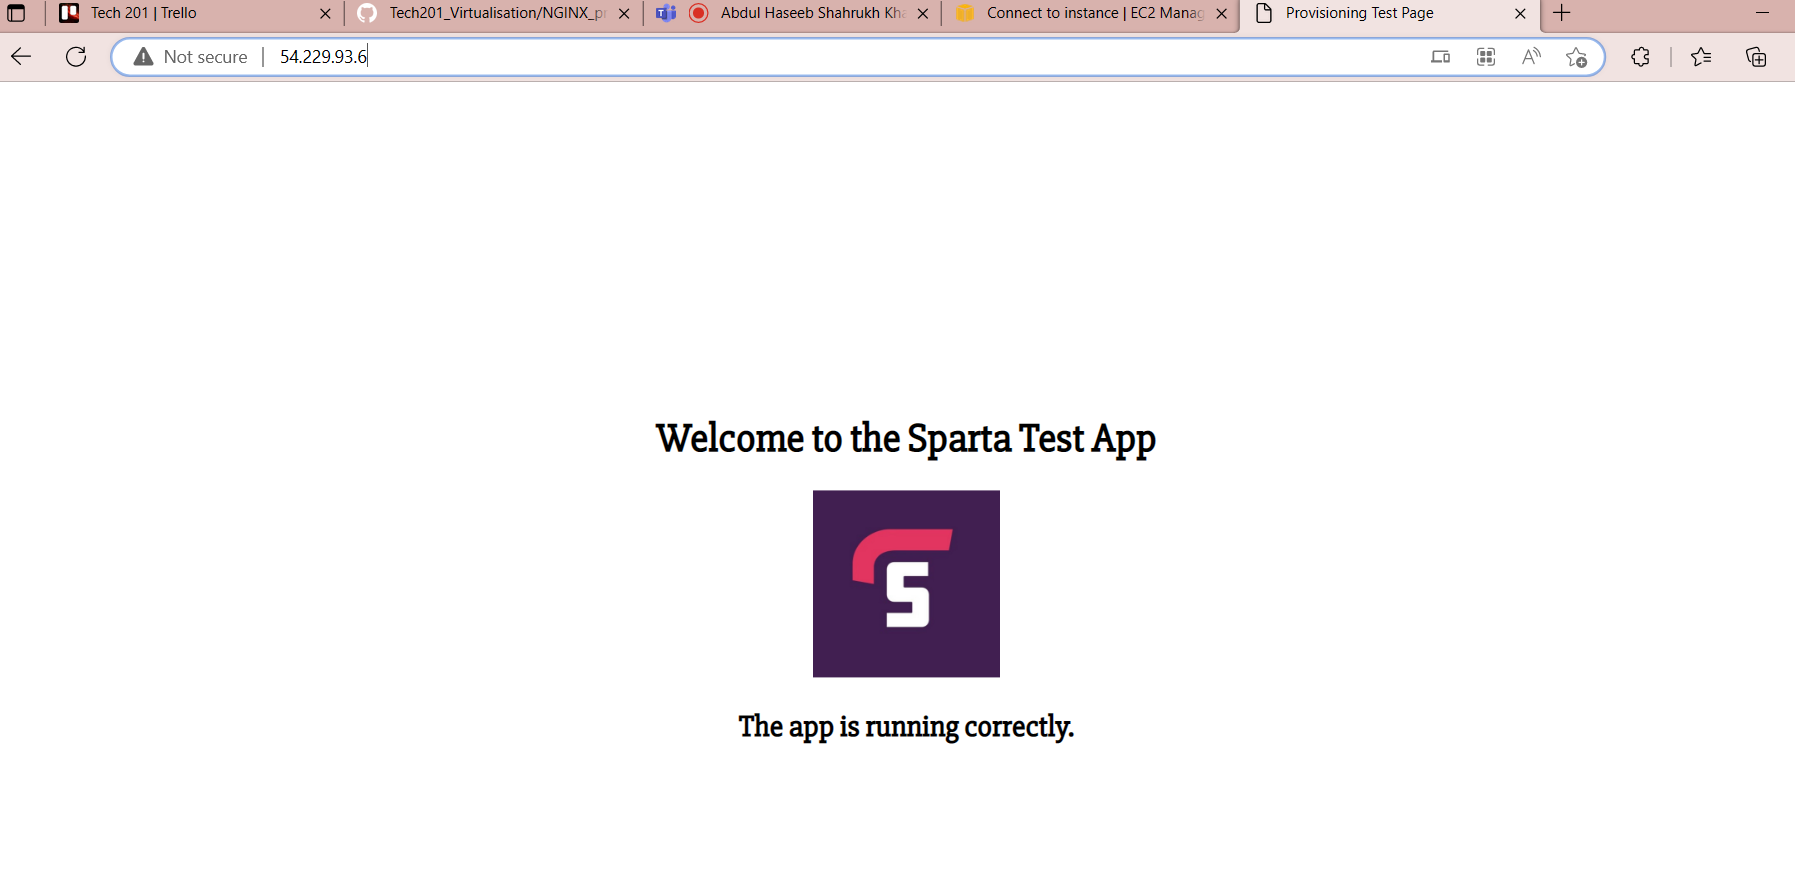 Tech 201 | Trello
Tech201_Virtualisation/NGINX_pr
Abdul Haseeb Shahrukh Kha
Connect to instance | EC2 Manag
Provisioning Test Page
Not secure | 54.229.93.6
Welcome to the Sparta Test App
S
The app is running correctly.